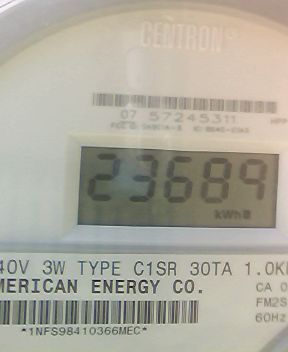 CENTRON®
07 57245311
23689
kWh
40V 3W TYPE C1SR 30TA 1.0K
MERICAN ENERGY CO.
CA 0
FM2S
60Hz
*1NFS98410366MEC*